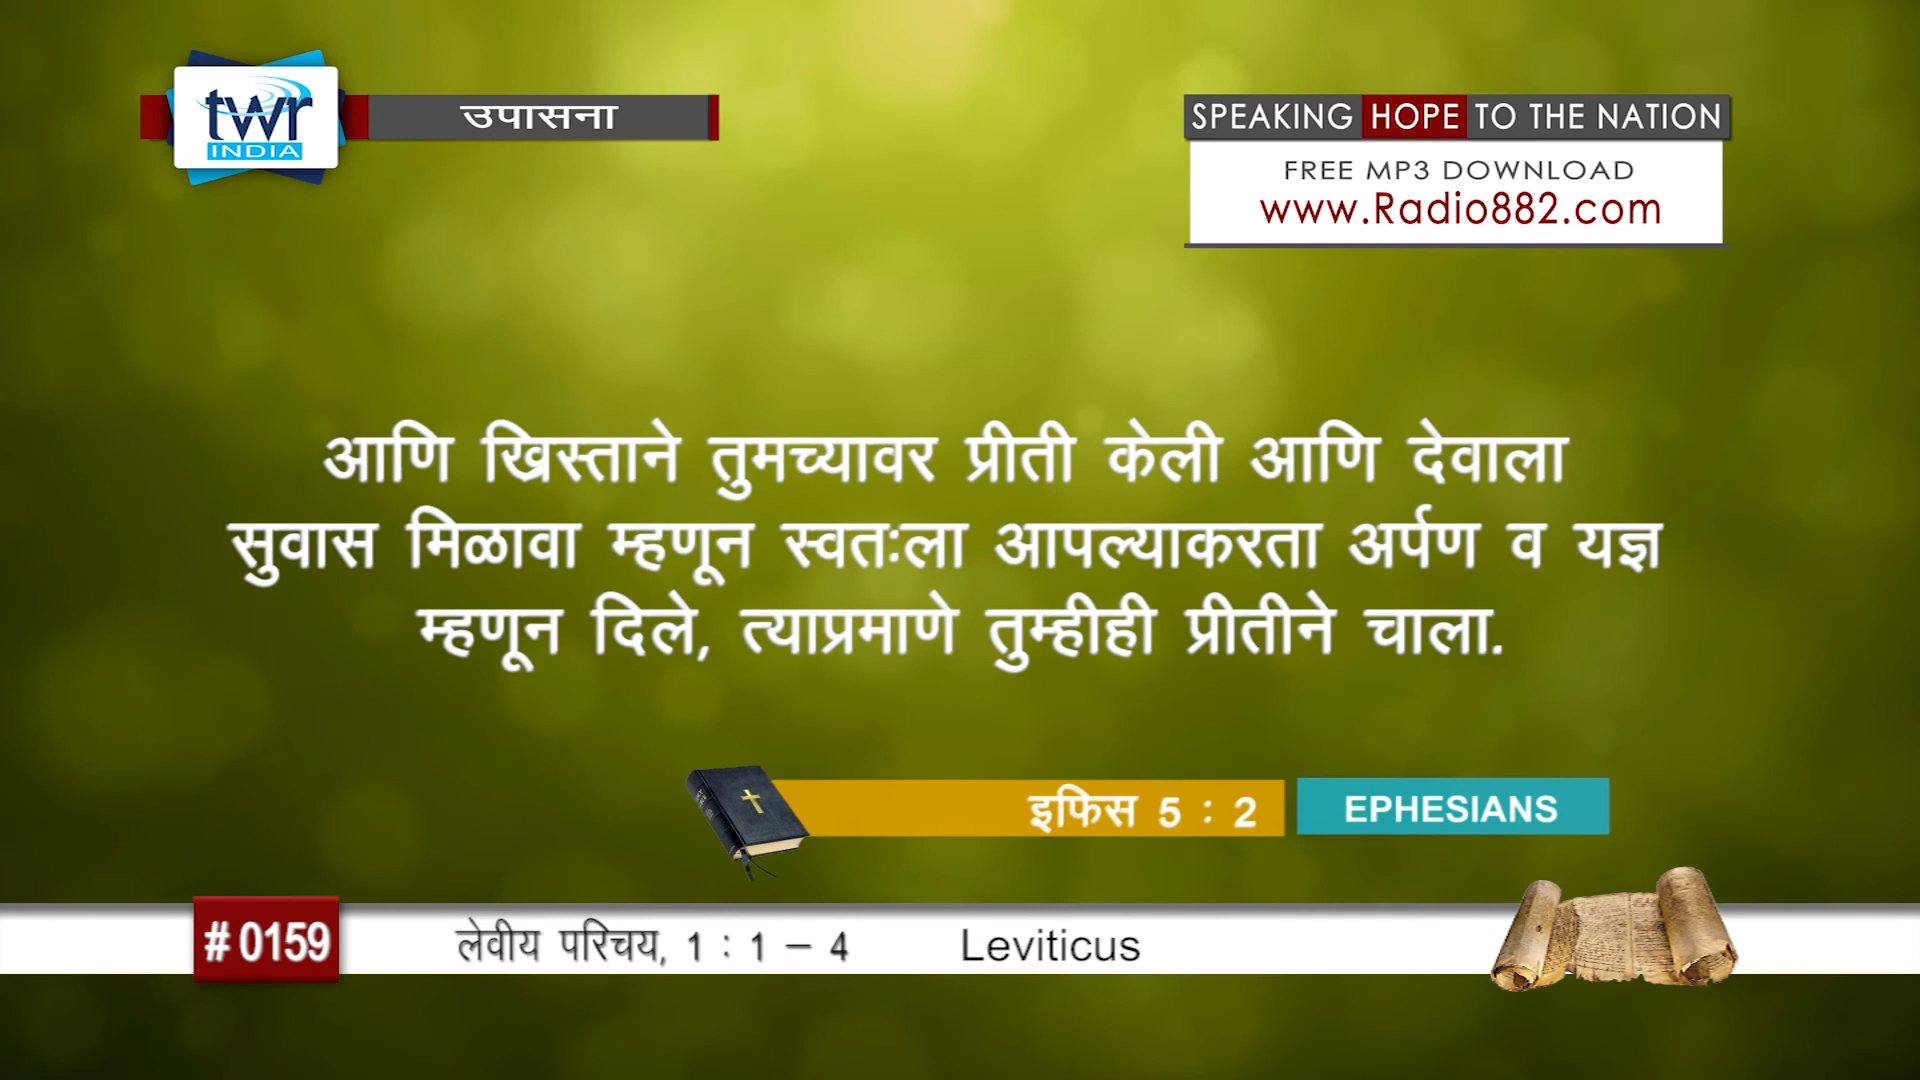 twr
INDIA
उपासना
SPEAKING HOPE TO THE NATION
FREE MP3 DOWNLOAD
www.Radio882.com
आणि ख्रिस्ताने तुमच्यावर प्रीती केली आणि देवाला
सुवास मिळावा म्हणून स्वतःला आपल्याकरता अर्पण व यज्ञ
म्हणून दिले, त्याप्रमाणे तुम्हीही प्रीतीने चाला.
इफिस 5 : 2
EPHESIANS
# 0159
लेवीय परिचय, 1 : 1 – 4
Leviticus